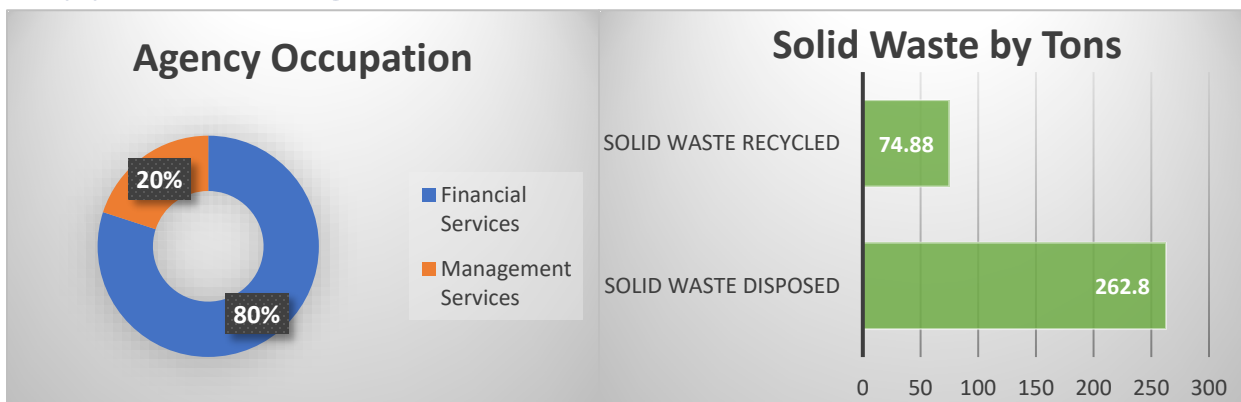 Agency Occupation
20%
80%
Financial
Services
Management
Services
Solid Waste by Tons
SOLID WASTE RECYCLED
74.88
SOLID WASTE DISPOSED
262.8
0 50 100 150 200 250 300